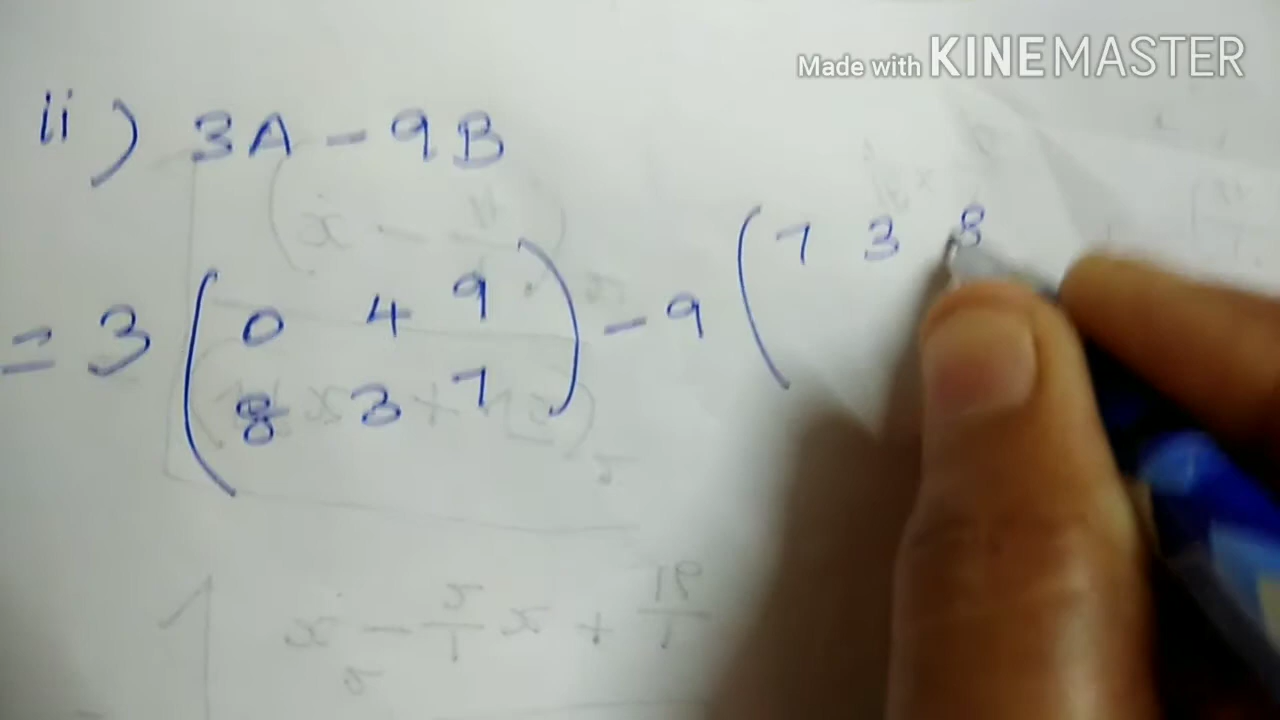 Made with KINEMASTER
ii) 3A - 9B
= 3 ( 0 4 9 ) - 9 ( 7 3 8
8 3 7